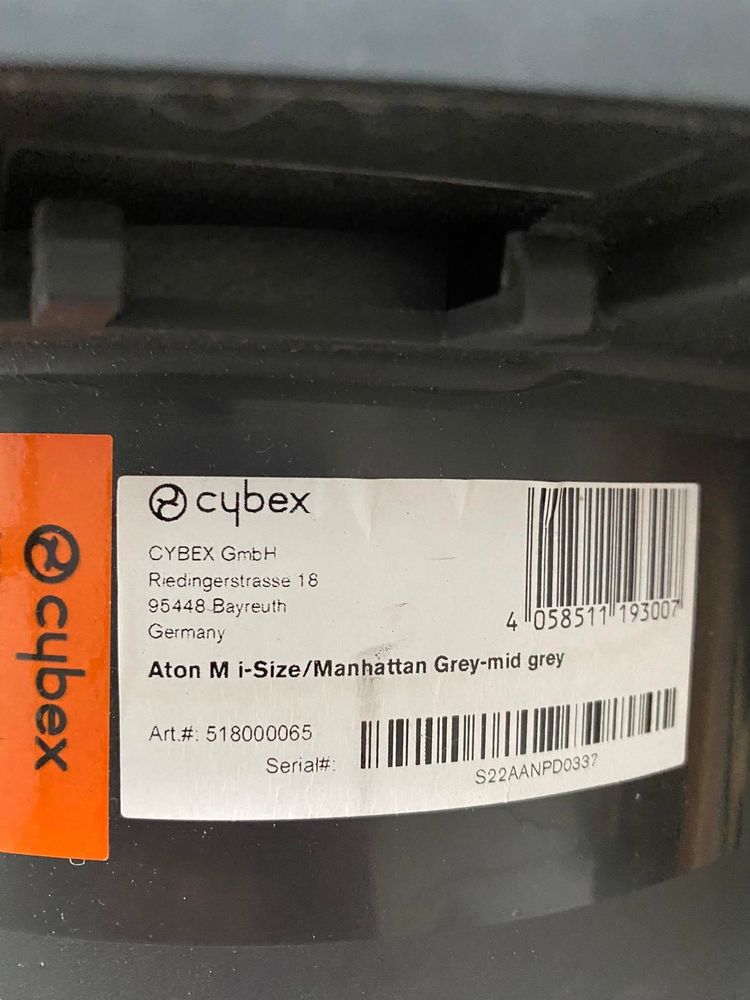 cybex
cybex
CYBEX GmbH
Riedingerstrasse 18
95448 Bayreuth
Germany
4 058511 193007
Aton M i-Size/Manhattan Grey-mid grey
Art.#: 518000065
Serial#:
S22AANPD0337